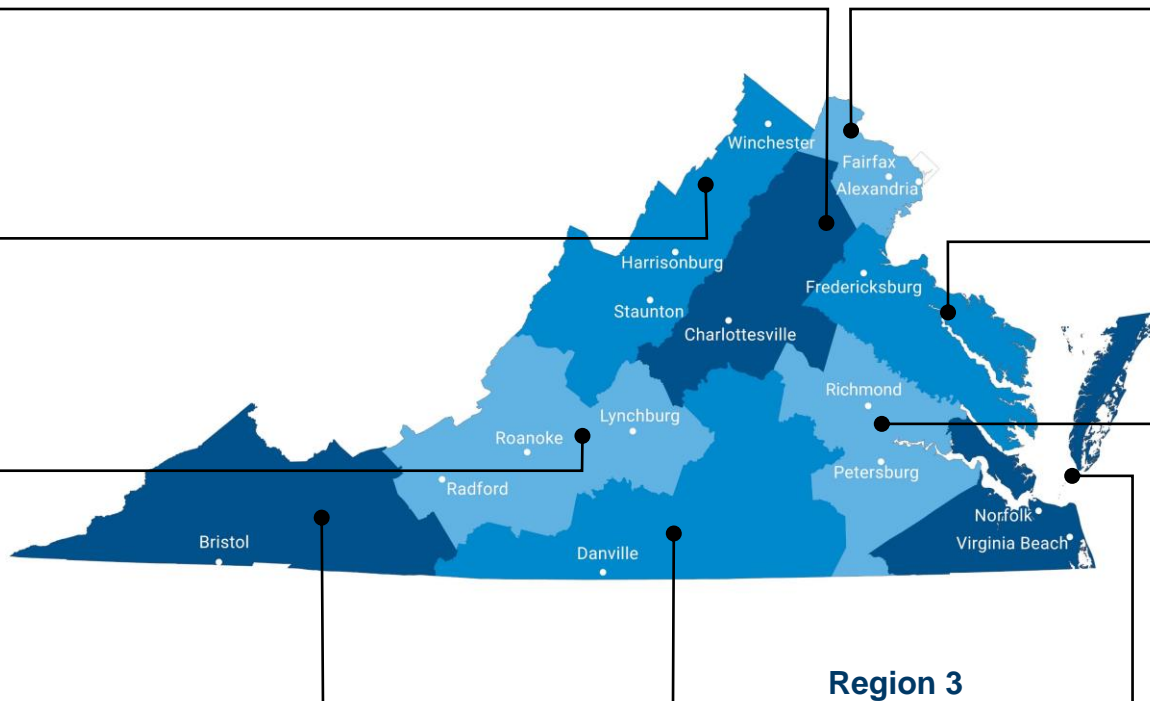 Winchester
Fairfax
Alexandria
Harrisonburg
Fredericksburg
Staunton
Charlottesville
Richmond
Lynchburg
Roanoke
Petersburg
Radford
Norfolk
Bristol
Virginia Beach
Danville
Region 3